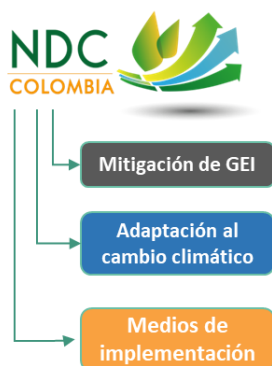 NDC
COLOMBIA
Mitigación de GEI
Adaptación al
cambio climático
Medios de
implementación